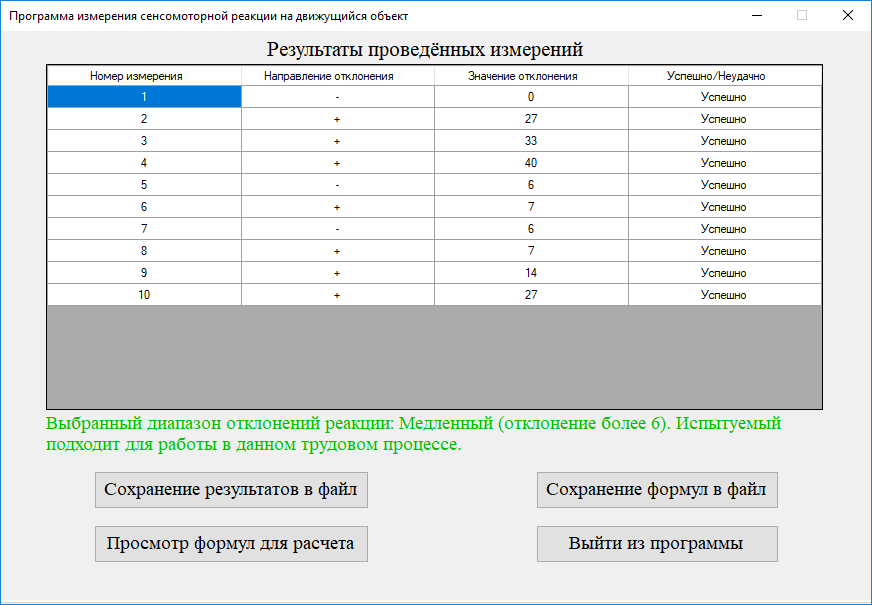 Программа измерения сенсомоторной реакции на движущийся объект
Результаты проведённых измерений
Номер измерения Направление отклонения Значение отклонения Успешно/Неудачно
1 - 0 Успешно
2 + 27 Успешно
3 + 33 Успешно
4 + 40 Успешно
5 - 6 Успешно
6 + 7 Успешно
7 - 6 Успешно
8 + 7 Успешно
9 + 14 Успешно
10 + 27 Успешно
Выбранный диапазон отклонений реакции: Медленный (отклонение более 6). Испытуемый
подходит для работы в данном трудовом процессе.
Сохранение результатов в файл Сохранение формул в файл
Просмотр формул для расчета Выйти из программы